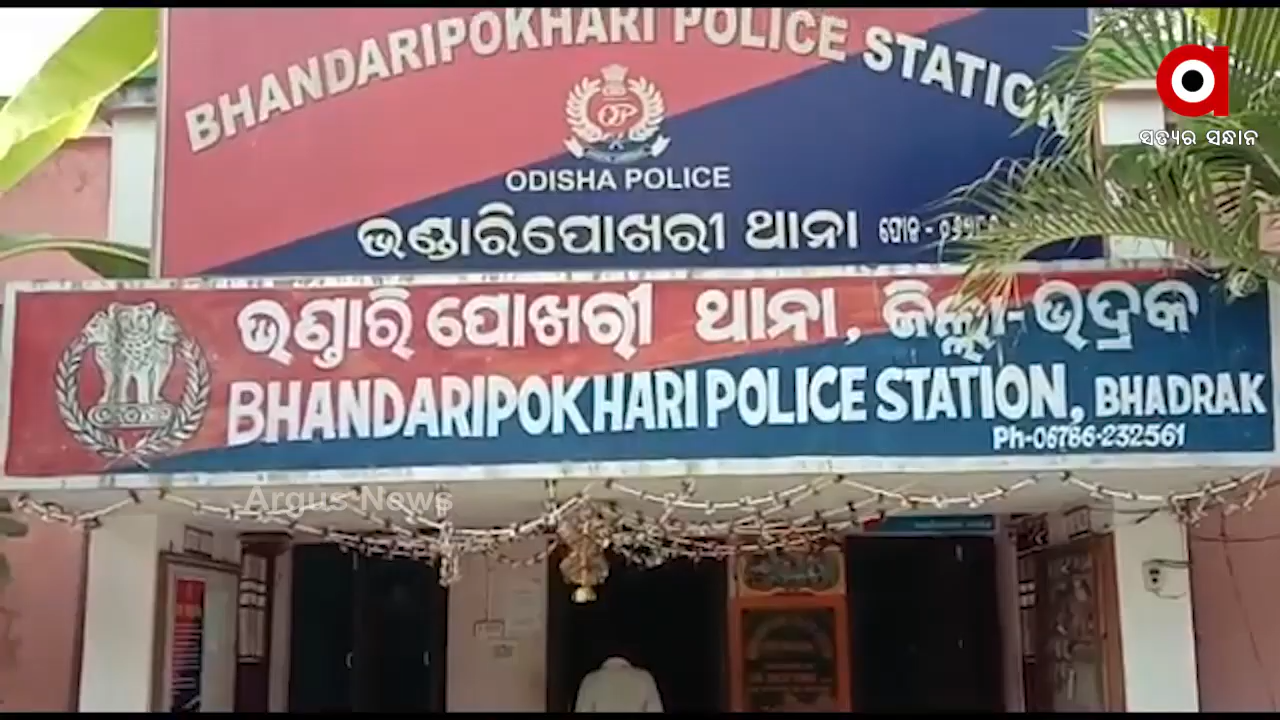 BHANDARIPOKHARI POLICE STATION
ସତ୍ୟର ସନ୍ଧାନ
ODISHA POLICE
ଭଣ୍ଡାରିପୋଖରୀ ଥାନା
ଭଣ୍ଡାରି ପୋଖରୀ ଥାନା, ଜିଲ୍ଲା-ଭଦ୍ରକ
BHANDARIPOKHARI POLICE STATION, BHADRAK
Ph-06786-232561
Argus News